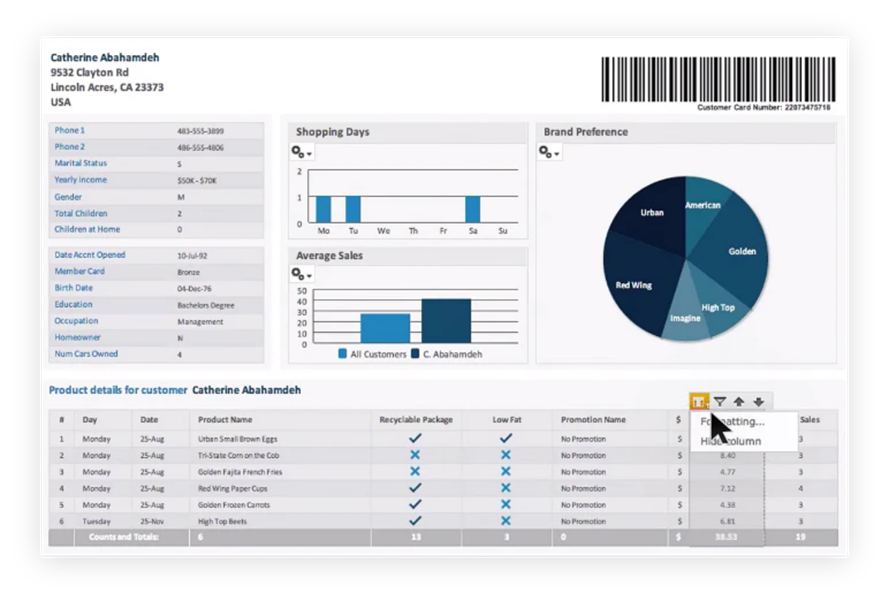 Catherine Abahamdeh
9532 Clayton Rd
Lincoln Acres, CA 23373
USA
Customer Card Number: 22873475718
Phone 1 483-555-3899
Phone 2 486-555-4806
Marital Status S
Yearly Income $50K - $70K
Gender M
Total Children 2
Children at Home 0
Date Accnt Opened 10-Jul-92
Member Card Bronze
Birth Date 04-Dec-76
Education Bachelors Degree
Occupation Management
Homeowner N
Num Cars Owned 4
Shopping Days
2
1
0
Mo Tu We Th Fr Sa Su
Average Sales
50
40
30
20
10
0
All Customers C. Abahamdeh
Brand Preference
American
Urban
Golden
Red Wing
High Top
Imagine
Product details for customer Catherine Abahamdeh
# Day Date Product Name Recyclable Package Low Fat Promotion Name $ Sales
Hide column
1 Monday 25-Aug Urban Small Brown Eggs No Promotion $ 3
2 Monday 25-Aug Tri-State Corn on the Cob No Promotion $ 8.40 3
3 Monday 25-Aug Golden Fajita French Fries No Promotion $ 4.77 3
4 Monday 25-Aug Red Wing Paper Cups No Promotion $ 7.12 4
5 Monday 25-Aug Golden Frozen Carrots No Promotion $ 4.38 3
6 Tuesday 25-Nov High Top Beets No Promotion $ 6.81 3
Counts and Totals: 6 13 3 0 $ 38.53 19